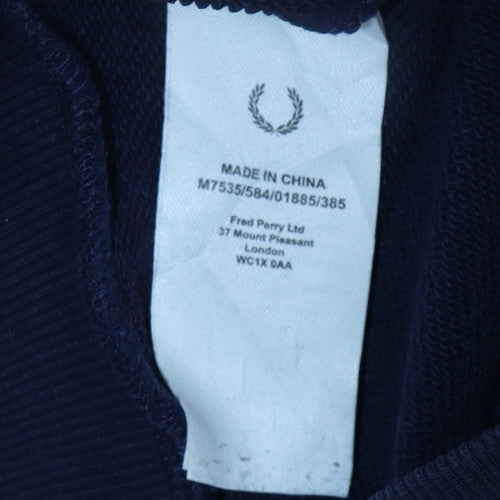 MADE IN CHINA
M7535/584/01885/385
Fred Perry Ltd
37 Mount Pleasant
London
WC1X 0AA